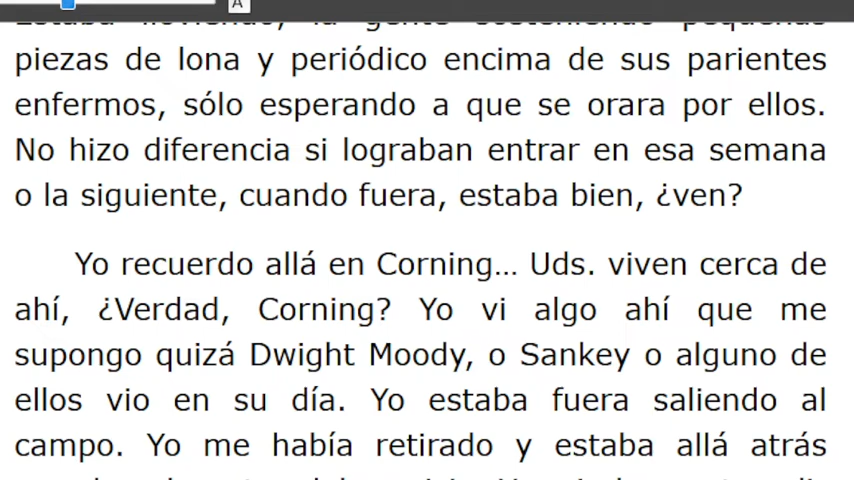 A
piezas de lona y periódico encima de sus parientes
enfermos, sólo esperando a que se orara por ellos.
No hizo diferencia si lograban entrar en esa semana
o la siguiente, cuando fuera, estaba bien, ¿ven?
Yo recuerdo allá en Corning... Uds. viven cerca de
ahí, ¿Verdad, Corning? Yo vi algo ahí que me
supongo quizá Dwight Moody, o Sankey o alguno de
ellos vio en su día. Yo estaba fuera saliendo al
campo. Yo me había retirado y estaba allá atrás